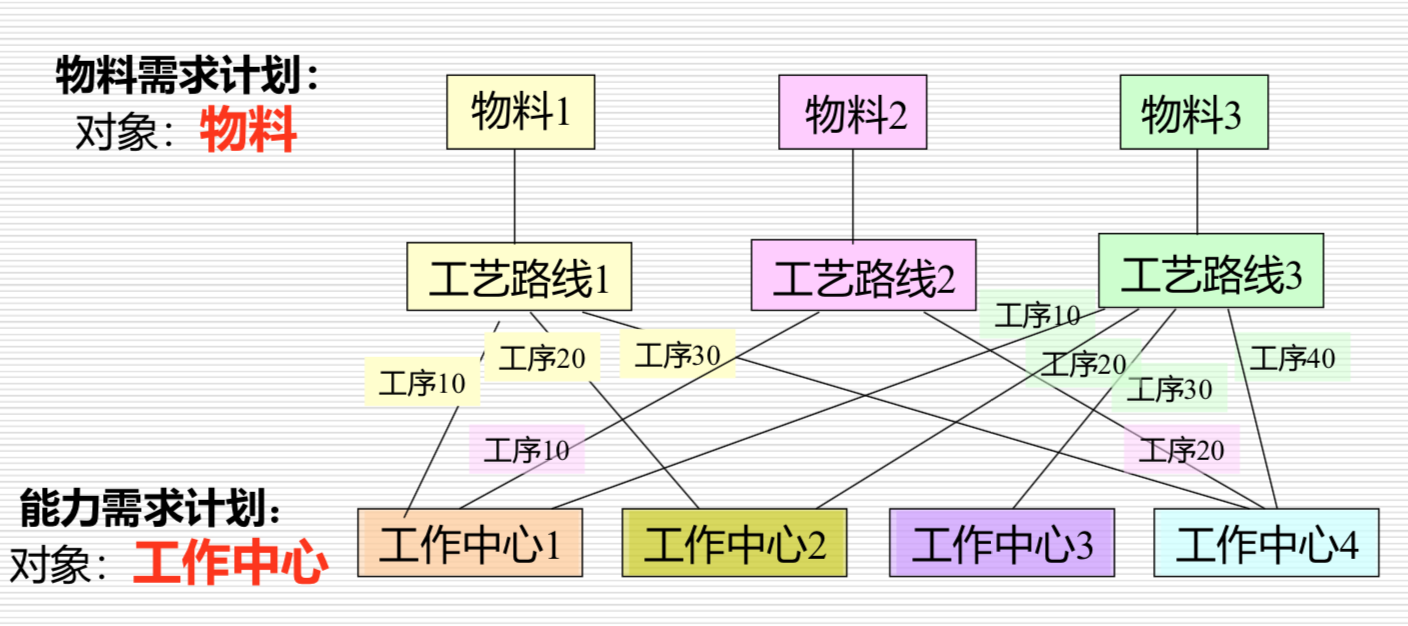 物料需求计划：
对象：物料
物料1
物料2
物料3
工艺路线1
工艺路线2
工艺路线3
工序10
工序20
工序30
工序10
工序20
工序30
工序40
工序10
工序20
能力需求计划：
对象：工作中心
工作中心1
工作中心2
工作中心3
工作中心4